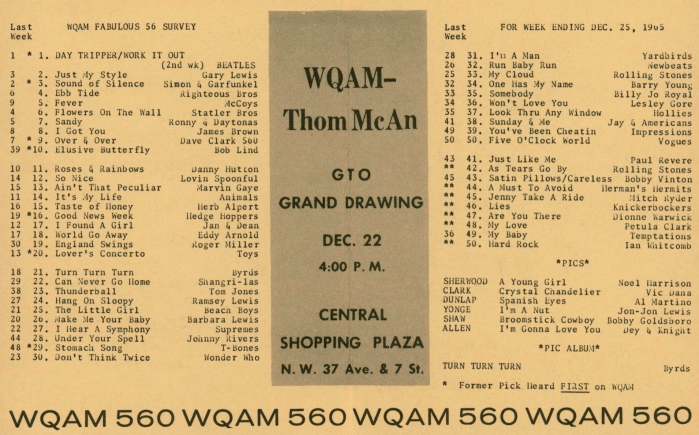 Last WQAM FABULOUS 56 SURVEY
Week
1 * 1. DAY TRIPPER/WORK IT OUT
(2nd wk) BEATLES
3 2. Just My Style Gary Lewis
2 * 3. Sound of Silence Simon & Garfunkel
6 4. Ebb Tide Righteous Bros
9 5. Fever McCoys
4 6. Flowers On The Wall Statler Bros
5 7. Sandy Ronny & Daytonas
8 8. I Got You James Brown
7 * 9. Over & Over Dave Clark 560
39 *10. Elusive Butterfly Bob Lind
10 11. Roses & Rainbows Danny Hutton
14 12. So Nice Lovin Spoonful
15 13. Ain't That Peculiar Marvin Gaye
11 14. It's My Life Animals
16 15. Taste of Honey Herb Alpert
19 *16. Good News Week Hedge Hoppers
12 17. I Found A Girl Jan & Dean
17 18. World Go Away Eddy Arnold
30 19. England Swings Roger Miller
13 *20. Lover's Concerto Toys
18 21. Turn Turn Turn Byrds
29 22. Can Never Go Home Shangri-las
38 23. Thunderball Tom Jones
27 24. Hang On Sloopy Ramsey Lewis
21 25. The Little Girl Beach Boys
20 26. Make Me Your Baby Barbara Lewis
22 27. I Hear A Symphony Supremes
44 28. Under Your Spell Johnny Rivers
48 *29. Stomach Song T-Bones
23 30. Don't Think Twice Wonder Who
WQAM–
Thom McAn
GTO
GRAND DRAWING
DEC. 22
4:00 P. M.
CENTRAL
SHOPPING PLAZA
N. W. 37 Ave. & 7 St.
Last FOR WEEK ENDING DEC. 25, 1965
Week
28 31. I'm A Man Yardbirds
26 32. Run Baby Run Newbeats
25 33. My Cloud Rolling Stones
32 34. One Has My Name Barry Young
33 35. Somebody Billy Jo Royal
34 36. Won't Love You Lesley Gore
35 37. Look Thru Any Window Hollies
41 38. Sunday & Me Jay & Americans
49 39. You've Been Cheatin Impressions
50 50. Five O'Clock World Vogues
43 41. Just Like Me Paul Revere
** 42. As Tears Go By Rolling Stones
45 43. Satin Pillows/Careless Bobby Vinton
** 44. A Must To Avoid Herman's Hermits
** 45. Jenny Take A Ride Mitch Ryder
** 46. Lies Knickerbockers
** 47. Are You There Dionne Warwick
** 48. My Love Petula Clark
36 49. My Baby Temptations
** 50. Hard Rock Ian Whitcomb
*PICS*
SHERWOOD A Young Girl Noel Harrison
CLARK Crystal Chandelier Vic Dana
DUNLAP Spanish Eyes Al Martino
YONGE I'm A Nut Jon-Jon Lewis
SHAW Broomstick Cowboy Bobby Goldsboro
ALLEN I'm Gonna Love You Dey & Knight
*PIC ALBUM*
TURN TURN TURN Byrds
* Former Pick Heard FIRST on WQAM
WQAM 560 WQAM 560 WQAM 560 WQAM 560